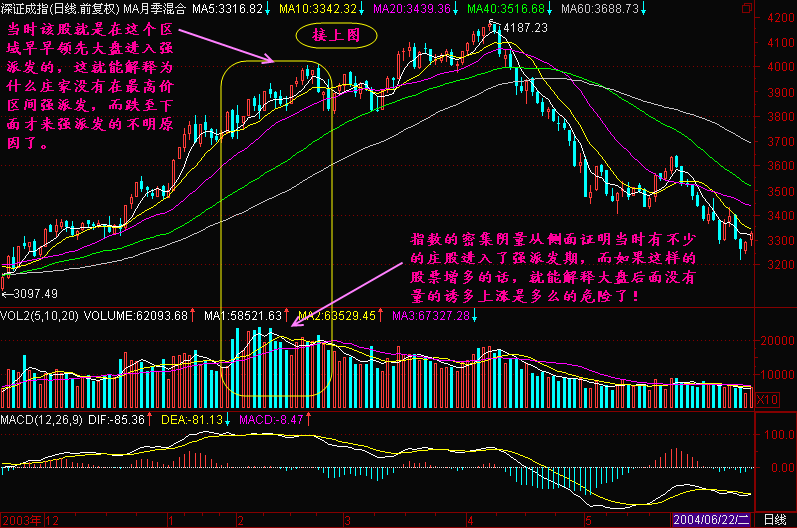 深证成指(日线.前复权) MA月季混合 MA5:3316.82↓ MA10:3342.32↓ MA20:3439.36↓ MA40:3516.68↓ MA60:3688.73↓
当时该股就是在这个区
域早早领先大盘进入强
派发的，这就能解释为
什么庄家没有在最高价
区间强派发，而跌至下
面才来强派发的不明原
因了。
接上图
4187.23
4200
4000
4000
3900
3800
3700
3600
3500
3400
3300
3200
指数的密集阴量从侧面证明当时有不少
的庄股进入了强派发期，而如果这样的
股票增多的话，就能解释大盘后面没有
量的诱多上涨是多么的危险了！
←3097.49
VOL2(5,10,20) VOLUME:62093.68↑ MA1:58521.63↑ MA2:63529.45↑ MA3:67327.28↓
20000
10000
X10
MACD(12,26,9) DIF:-85.36↑ DEA:-81.13↓ MACD:-8.47↑
100.0
0.00
2003年 12 1 2 3 4 5 2004/06/22/二 日线